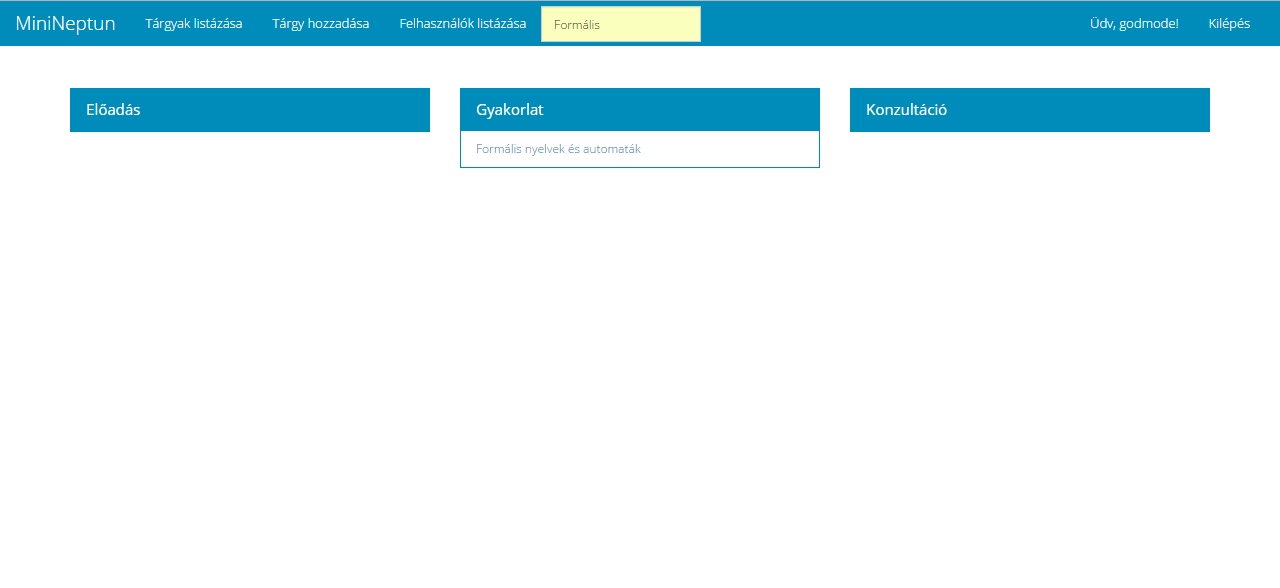 MiniNeptun Tárgyak listázása Tárgy hozzadása Felhasználók listázása Formális Üdv, godmode! Kilépés
Előadás
Gyakorlat
Formális nyelvek és automaták
Konzultáció